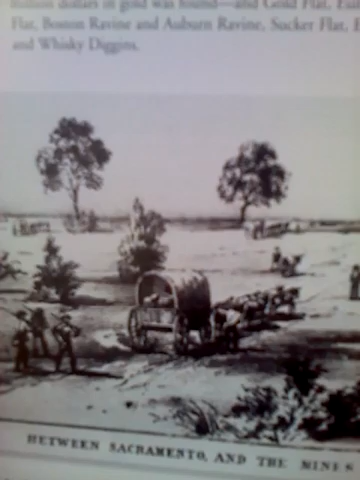 million dollars in gold was found—and Gold Flat,
Flat, Boston Ravine and Auburn Ravine, Sucker Flat,
and Whisky Diggins.
BETWEEN SACRAMENTO, AND THE MINES